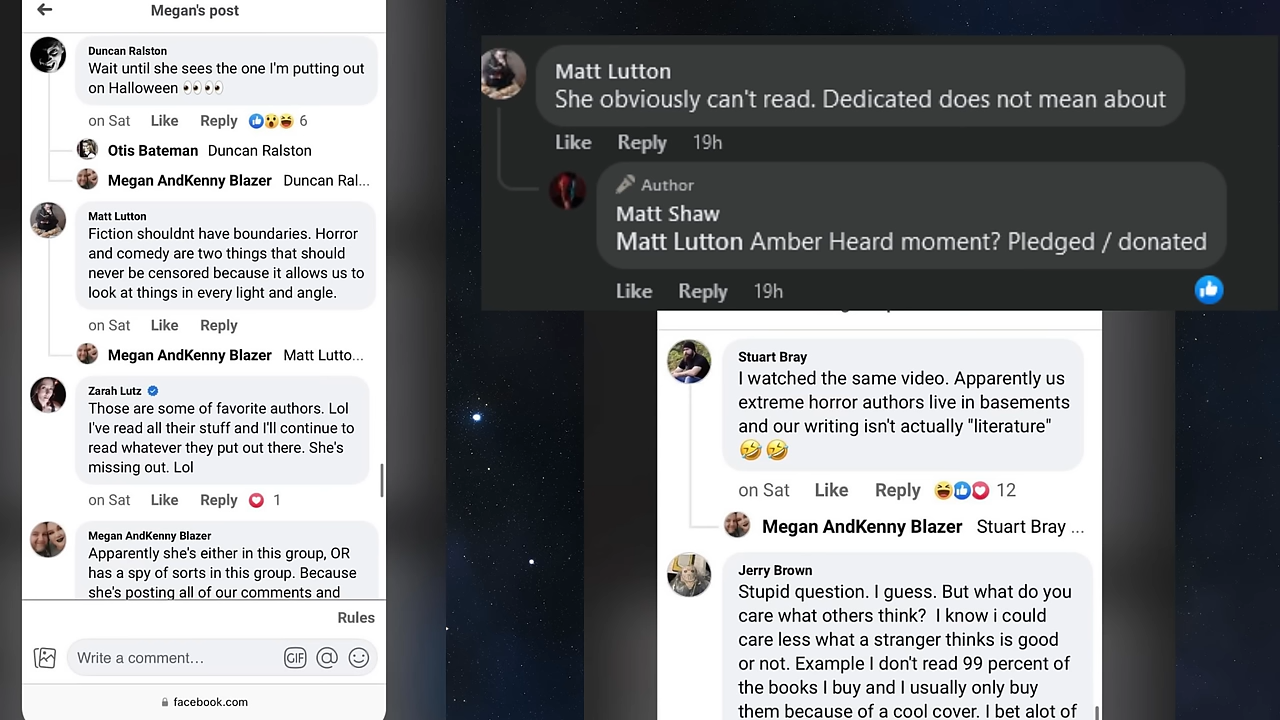 Megan's post
Duncan Ralston
Wait until she sees the one I'm putting out
on Halloween 👀👀
on Sat Like Reply 6
Otis Bateman Duncan Ralston
Megan AndKenny Blazer Duncan Ral...
Matt Lutton
Fiction shouldnt have boundaries. Horror
and comedy are two things that should
never be censored because it allows us to
look at things in every light and angle.
on Sat Like Reply
Megan AndKenny Blazer Matt Lutto...
Zarah Lutz
Those are some of favorite authors. Lol
I've read all their stuff and I'll continue to
read whatever they put out there. She's
missing out. Lol
on Sat Like Reply 1
Megan AndKenny Blazer
Apparently she's either in this group, OR
has a spy of sorts in this group. Because
she's posting all of our comments and
Rules
Write a comment...
GIF
facebook.com
Matt Lutton
She obviously can't read. Dedicated does not mean about
Like Reply 19h
Author
Matt Shaw
Matt Lutton Amber Heard moment? Pledged / donated
Like Reply 19h
Stuart Bray
I watched the same video. Apparently us
extreme horror authors live in basements
and our writing isn't actually "literature"
🤣🤣
on Sat Like Reply 12
Megan AndKenny Blazer Stuart Bray ...
Jerry Brown
Stupid question. I guess. But what do you
care what others think? I know i could
care less what a stranger thinks is good
or not. Example I don't read 99 percent of
the books I buy and I usually only buy
them because of a cool cover. I bet alot of